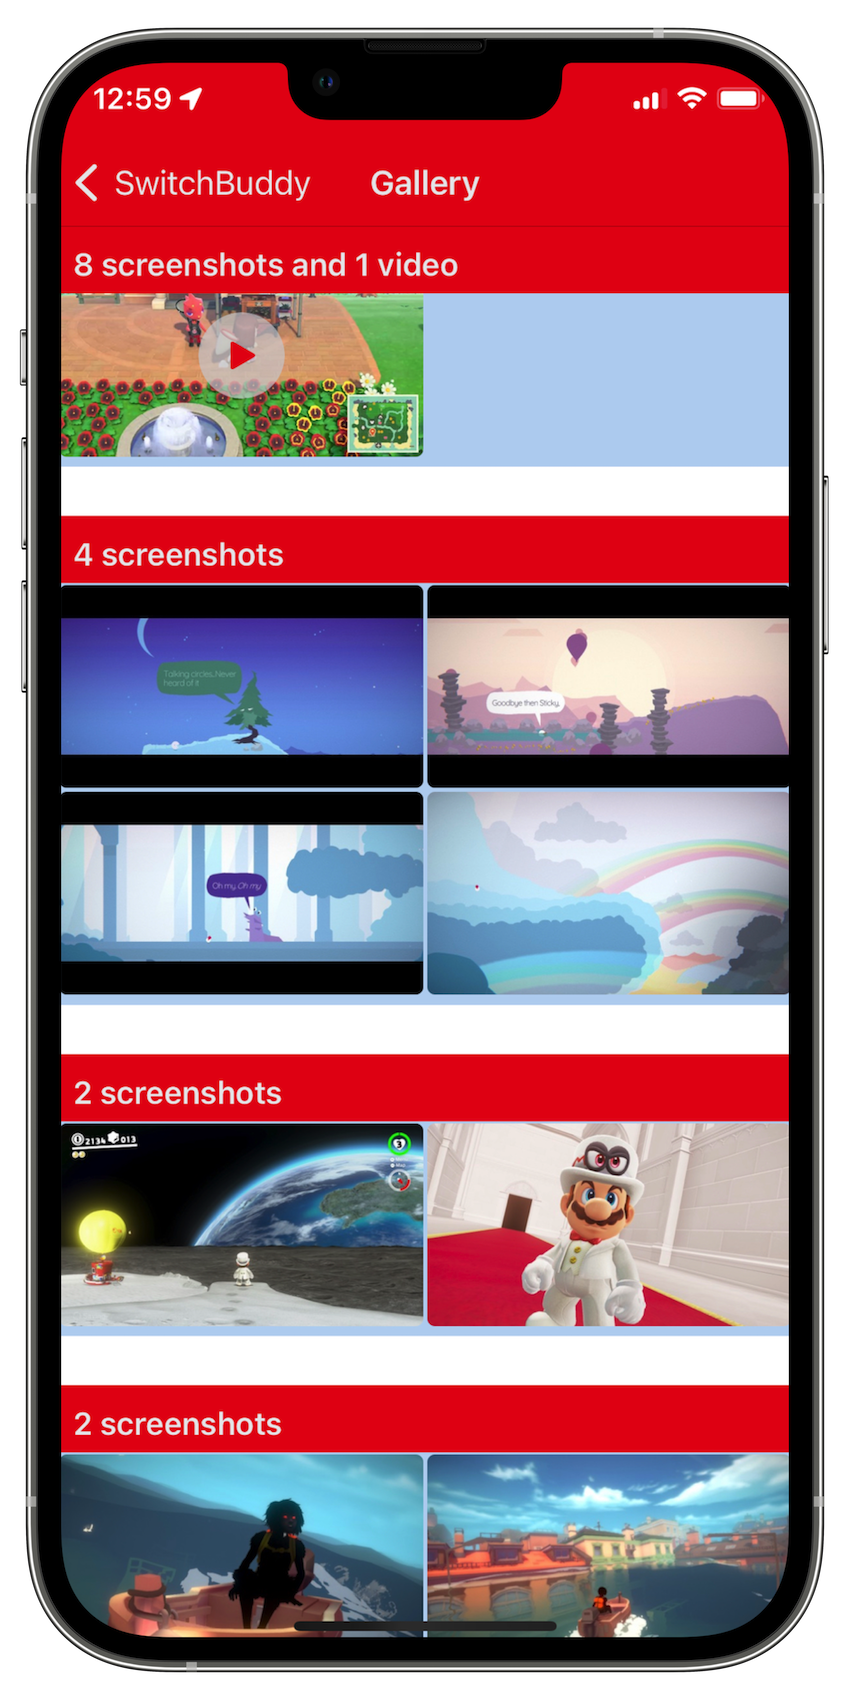 12:59
SwitchBuddy
Gallery
8 screenshots and 1 video
4 screenshots
Talking circles. Never
heard of it
Goodbye then Sticky.
Oh my. Oh my
2 screenshots
2134 013
3
Map
2 screenshots